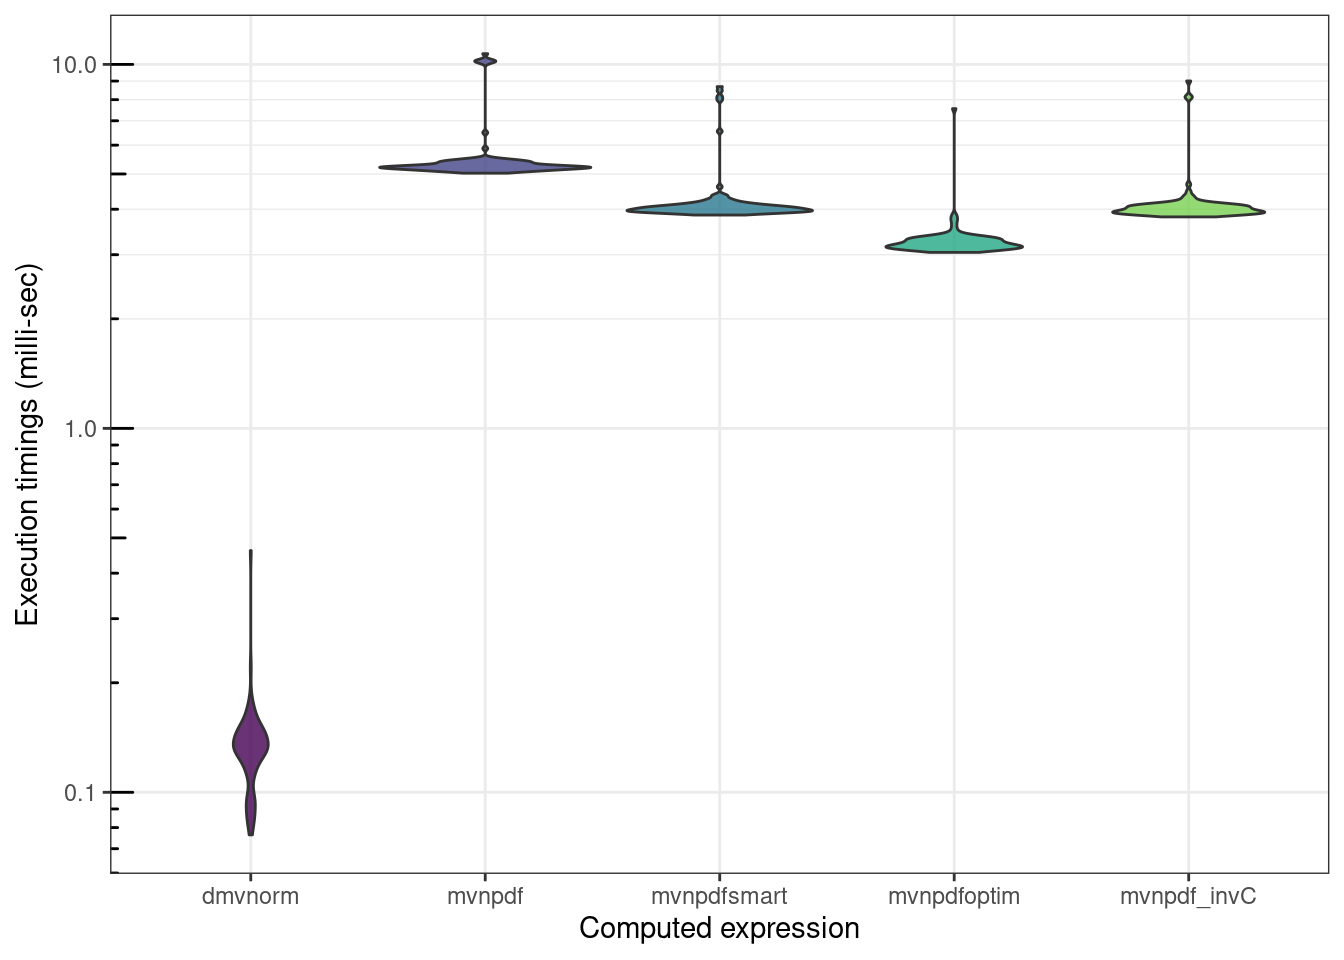 Execution timings (milli-sec)
10.0
1.0
0.1
dmvnorm
mvnpdf
mvnpdfsmart
mvnpdfoptim
mvnpdf_invC
Computed expression